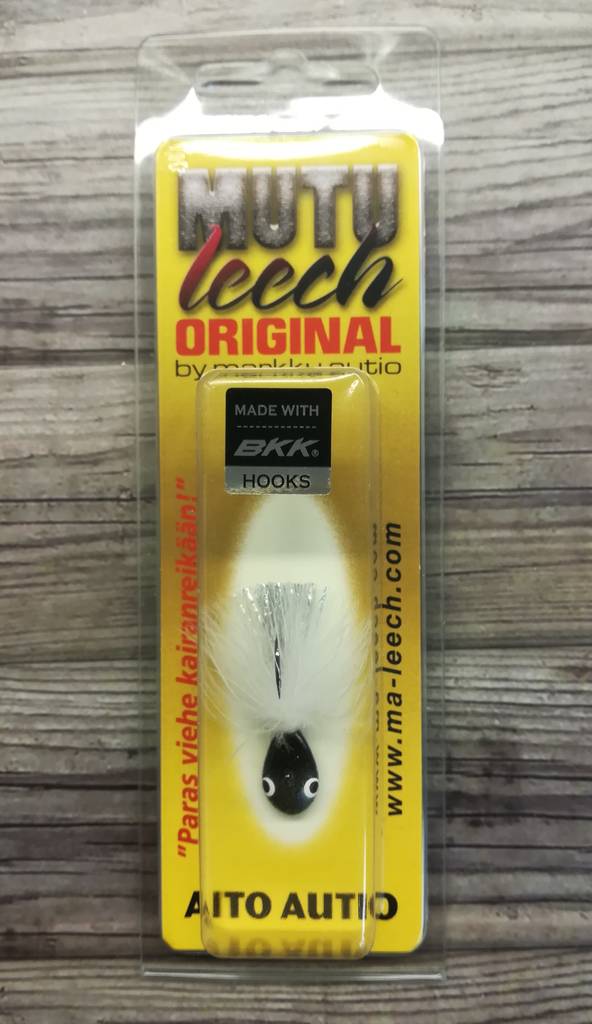 MUTU
leech
ORIGINAL
by markku autio
MADE WITH
BKK®
HOOKS
"Paras viehe kairanreikään!"
www.ma-leech.com
AITO AUTIO